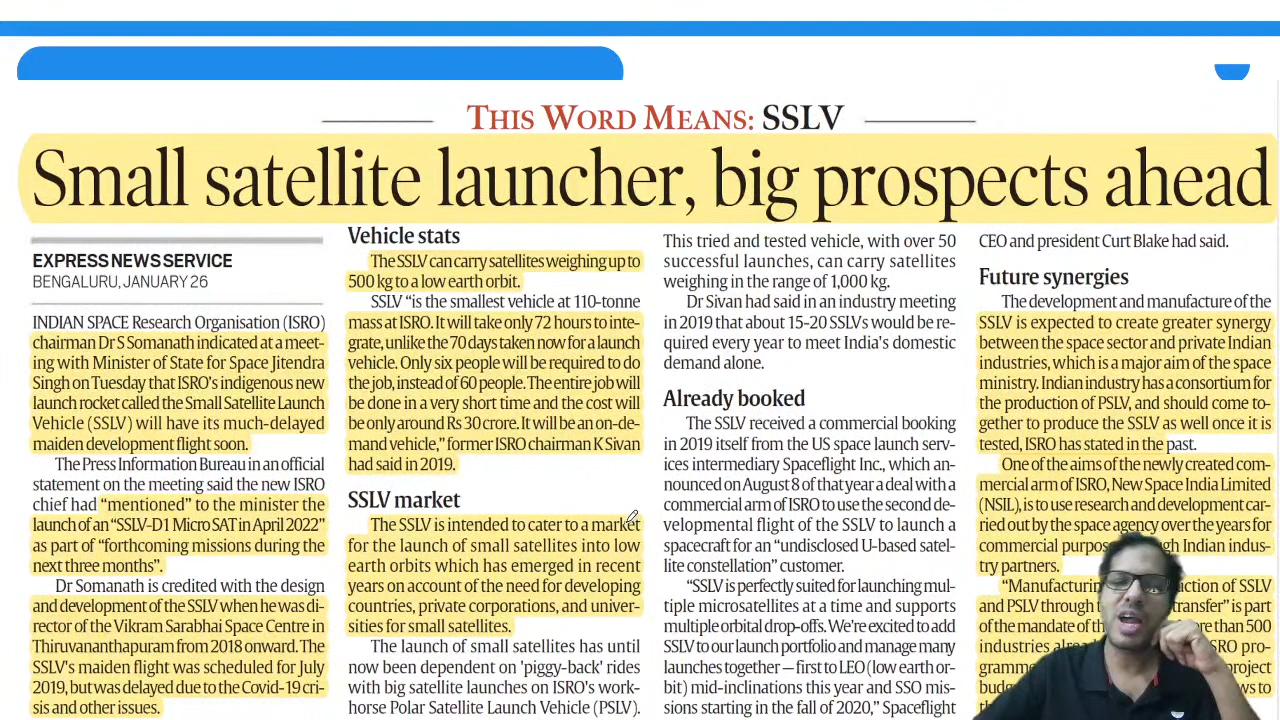 THIS WORD MEANS: SSLV
Small satellite launcher, big prospects ahead
EXPRESS NEWS SERVICE
BENGALURU, JANUARY 26
INDIAN SPACE Research Organisation (ISRO)
chairman Dr S Somanath indicated at a meet-
ing with Minister of State for Space Jitendra
Singh on Tuesday that ISRO's indigenous new
launch rocket called the Small Satellite Launch
Vehicle (SSLV) will have its much-delayed
maiden development flight soon.
The Press Information Bureau in an official
statement on the meeting said the new ISRO
chief had “mentioned” to the minister the
launch of an “SSLV-D1 Micro SAT in April 2022”
as part of “forthcoming missions during the
next three months”.
Dr Somanath is credited with the design
and development of the SSLV when he was di-
rector of the Vikram Sarabhai Space Centre in
Thiruvananthapuram from 2018 onward. The
SSLV's maiden flight was scheduled for July
2019, but was delayed due to the Covid-19 cri-
sis and other issues.
Vehicle stats
The SSLV can carry satellites weighing up to
500 kg to a low earth orbit.
SSLV “is the smallest vehicle at 110-tonne
mass at ISRO. It will take only 72 hours to inte-
grate, unlike the 70 days taken now for a launch
vehicle. Only six people will be required to do
the job, instead of 60 people. The entire job will
be done in a very short time and the cost will
be only around Rs 30 crore. It will be an on-de-
mand vehicle,” former ISRO chairman K Sivan
had said in 2019.
SSLV market
The SSLV is intended to cater to a market
for the launch of small satellites into low
earth orbits which has emerged in recent
years on account of the need for developing
countries, private corporations, and univer-
sities for small satellites.
The launch of small satellites has until
now been dependent on 'piggy-back' rides
with big satellite launches on ISRO's work-
horse Polar Satellite Launch Vehicle (PSLV).
This tried and tested vehicle, with over 50
successful launches, can carry satellites
weighing in the range of 1,000 kg.
Dr Sivan had said in an industry meeting
in 2019 that about 15-20 SSLVs would be re-
quired every year to meet India's domestic
demand alone.
Already booked
The SSLV received a commercial booking
in 2019 itself from the US space launch serv-
ices intermediary Spaceflight Inc., which an-
nounced on August 8 of that year a deal with a
commercial arm of ISRO to use the second de-
velopmental flight of the SSLV to launch a
spacecraft for an “undisclosed U-based satel-
lite constellation” customer.
“SSLV is perfectly suited for launching mul-
tiple microsatellites at a time and supports
multiple orbital drop-offs. We're excited to add
SSLV to our launch portfolio and manage many
launches together — first to LEO (low earth or-
bit) mid-inclinations this year and SSO mis-
sions starting in the fall of 2020,” Spaceflight
CEO and president Curt Blake had said.
Future synergies
The development and manufacture of the
SSLV is expected to create greater synergy
between the space sector and private Indian
industries, which is a major aim of the space
ministry. Indian industry has a consortium for
the production of PSLV, and should come to-
gether to produce the SSLV as well once it is
tested, ISRO has stated in the past.
One of the aims of the newly created com-
mercial arm of ISRO, New Space India Limited
(NSIL), is to use research and development car-
ried out by the space agency over the years for
commercial Indian indus-
try partners.
of SSLV
and PSLV through transfer” is part
of the mandate of than 500
industries